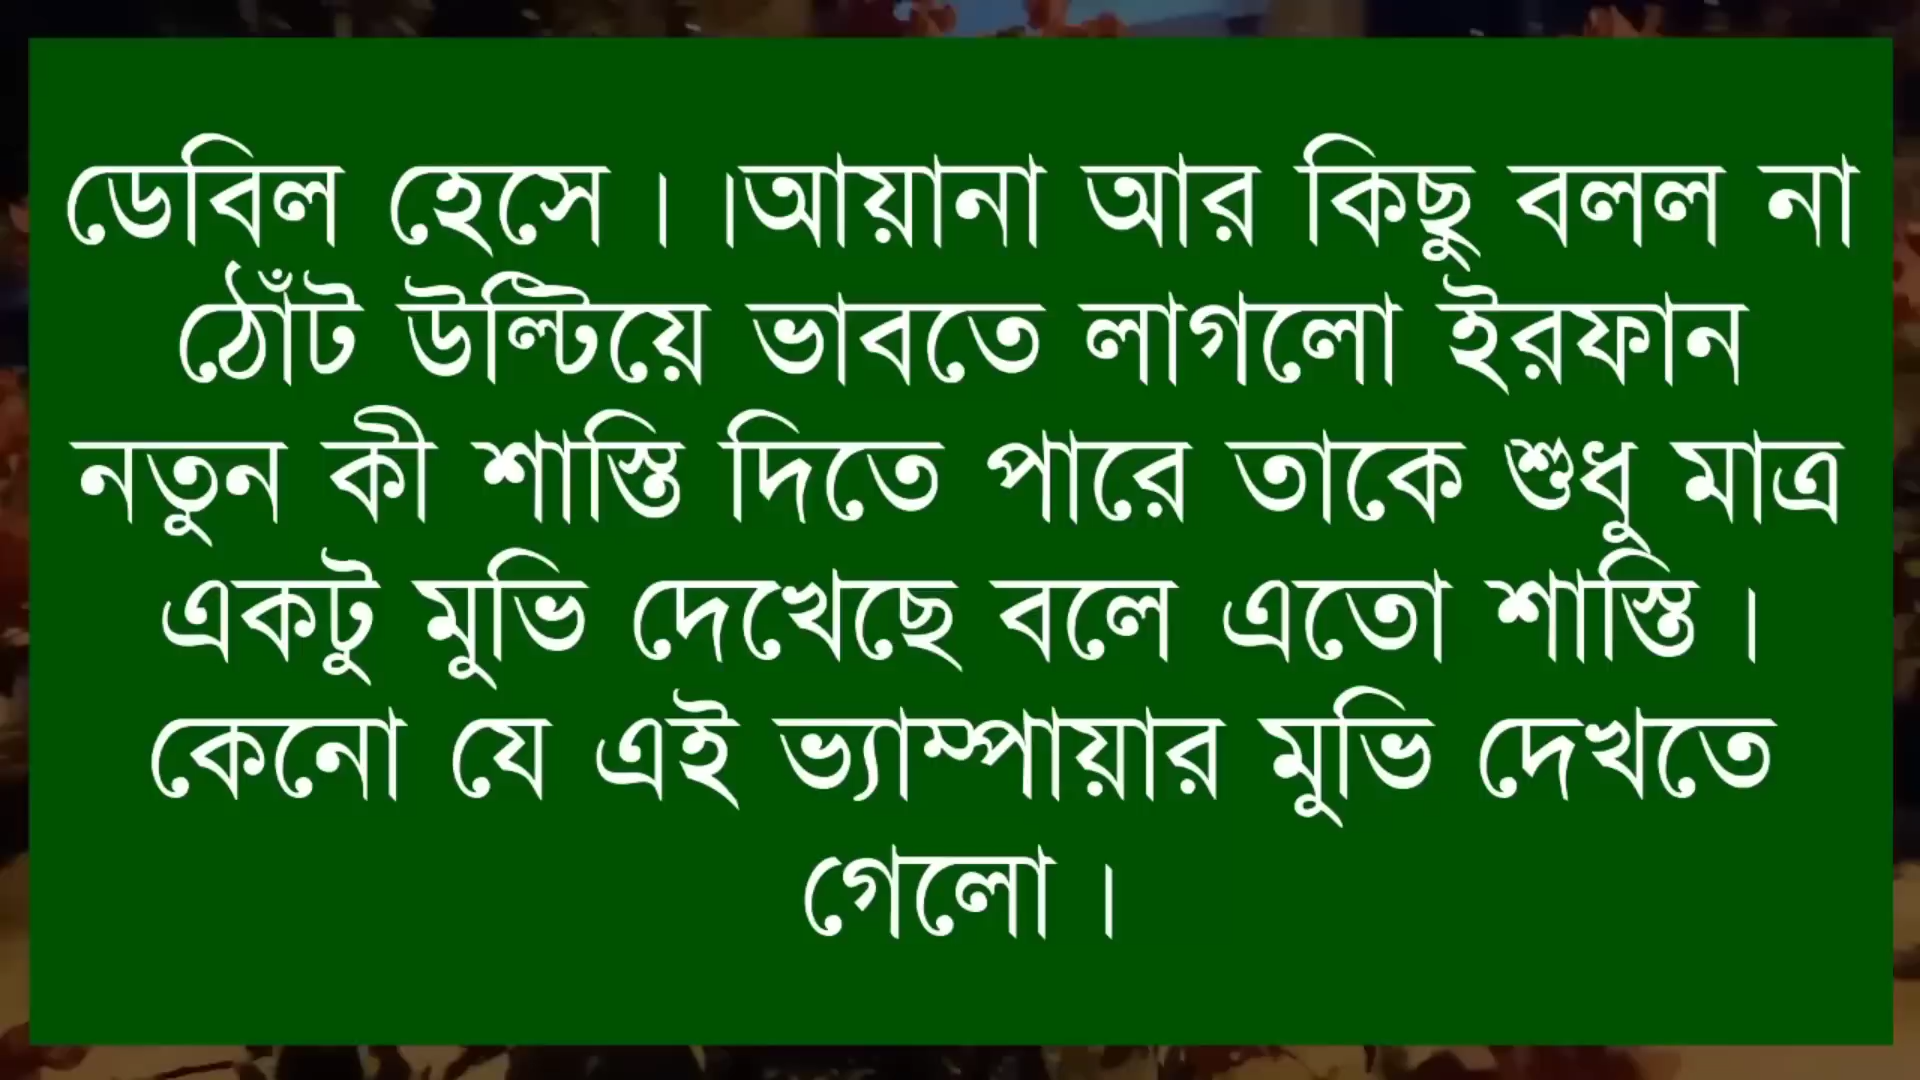 ডেবিল হেসে । ।আয়ানা আর কিছু বলল না
ঠোঁট উল্টিয়ে ভাবতে লাগলো ইরফান
নতুন কী শাস্তি দিতে পারে তাকে শুধু মাত্র
একটু মুভি দেখেছে বলে এতো শাস্তি ।
কেনো যে এই ভ্যাম্পায়ার মুভি দেখতে
গেলো ।